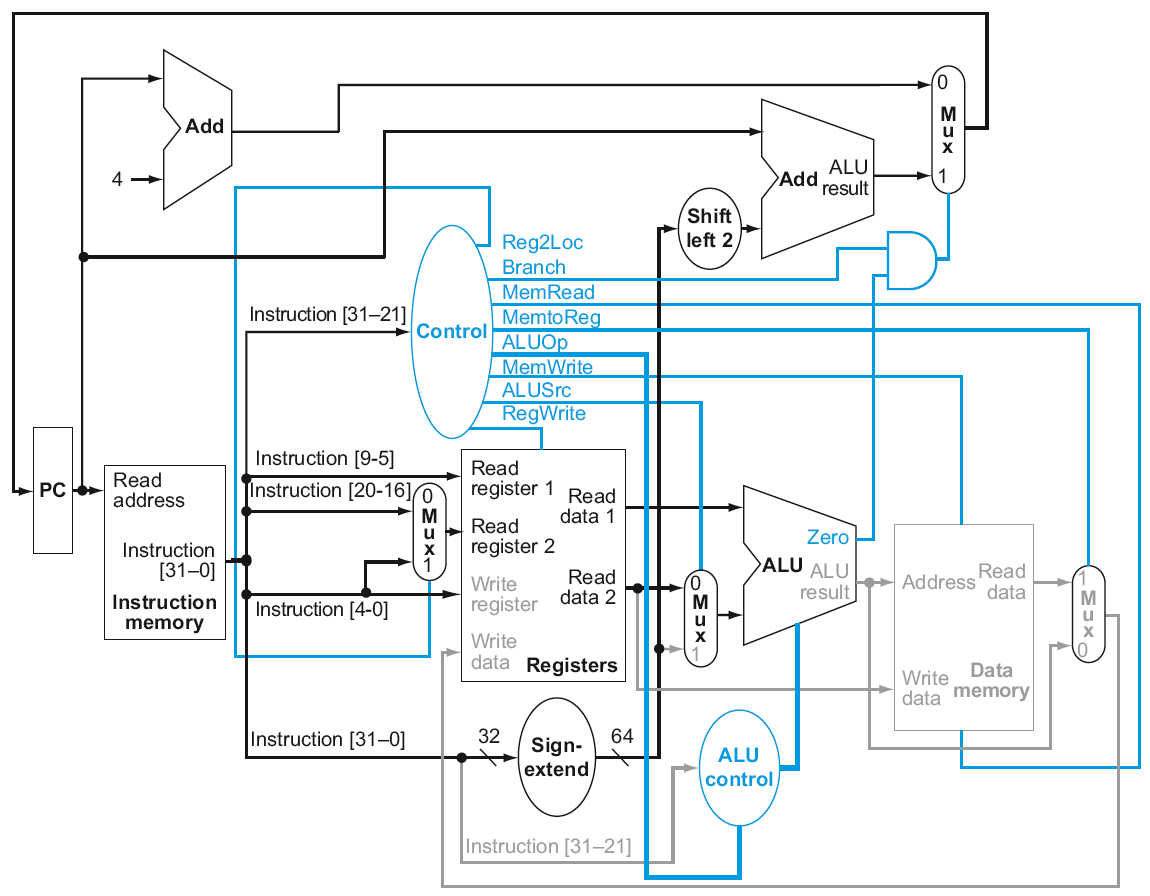 0
M
u
x
1
Add
4
Add
ALU
result
Shift
left 2
Reg2Loc
Branch
MemRead
MemtoReg
ALUOp
MemWrite
ALUSrc
RegWrite
Control
Instruction [31–21]
PC
Read
address
Instruction
[31–0]
Instruction
memory
Instruction [9-5]
Instruction [20-16]
Instruction [4-0]
0
M
u
x
1
Read
register 1
Read
register 2
Write
register
Write
data
Read
data 1
Read
data 2
Registers
0
M
u
x
1
Zero
ALU
ALU
result
Address
Read
data
Write
data
Data
memory
1
M
u
x
0
Instruction [31–0]
32
Sign-
extend
64
ALU
control
Instruction [31–21]